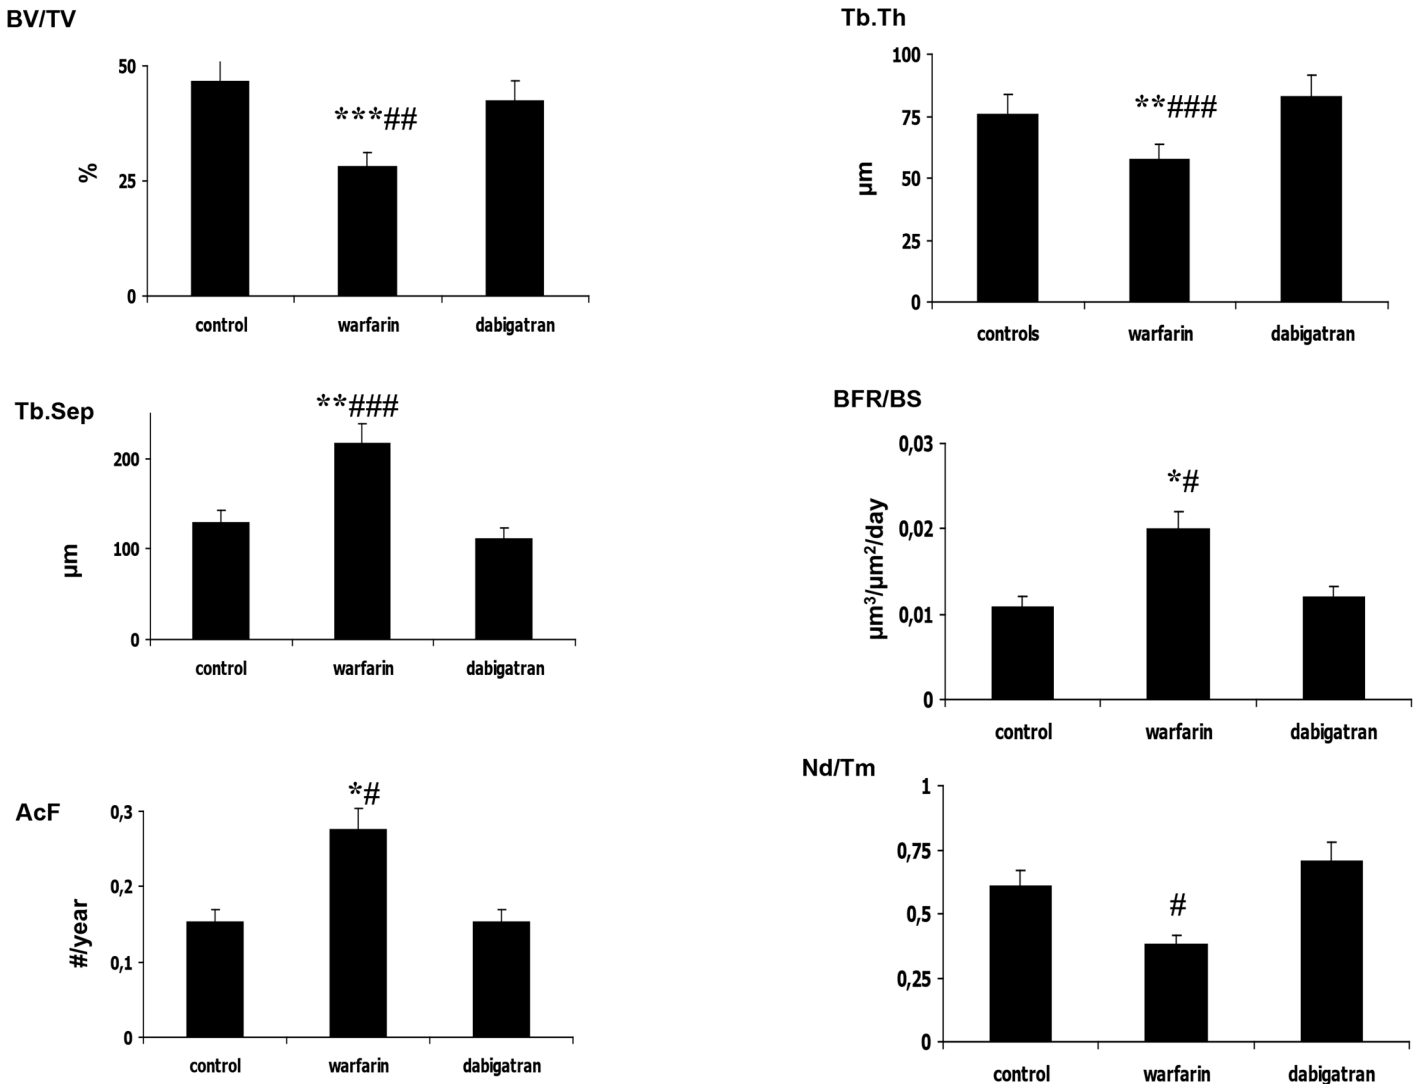 BV/TV
50
25
0
%
***##
control warfarin dabigatran
Tb.Th
100
75
50
25
0
µm
**###
controls warfarin dabigatran
Tb.Sep
200
100
0
µm
**###
control warfarin dabigatran
BFR/BS
0,03
0,02
0,01
0
µm³/µm²/day
*#
control warfarin dabigatran
AcF
0,3
0,2
0,1
0
#/year
*#
control warfarin dabigatran
Nd/Tm
1
0,75
0,5
0,25
0
#
control warfarin dabigatran